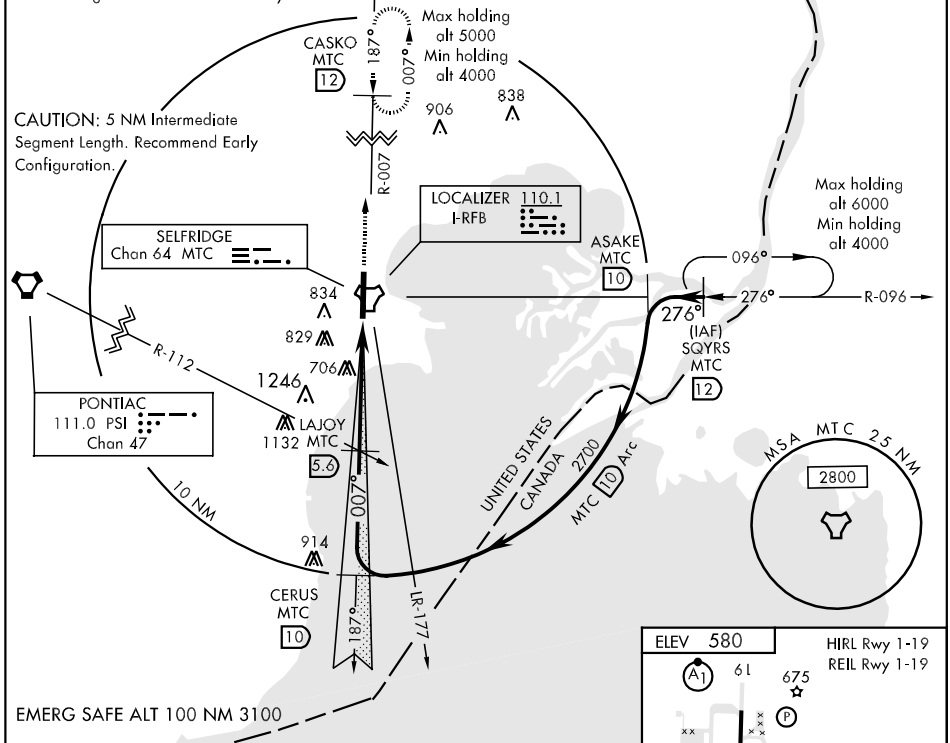 Max holding
alt 5000
Min holding
alt 4000
CASKO
MTC
12
187°
007°
906
838
CAUTION: 5 NM Intermediate
Segment Length. Recommend Early
Configuration.
R-007
LOCALIZER 110.1
I-RFB
Max holding
alt 6000
Min holding
alt 4000
SELFRIDGE
Chan 64 MTC
ASAKE
MTC
10
096°
276°
R-096
276°
(IAF)
SQYRS
MTC
12
834
829
706
R-112
1246
PONTIAC
111.0 PSI
Chan 47
1132
LAJOY
MTC
5.6
UNITED STATES
CANADA
2700
MTC 10 Arc
MSA MTC 25 NM
2800
007°
10 NM
914
CERUS
MTC
10
187°
LR-177
ELEV 580
HIRL Rwy 1-19
REIL Rwy 1-19
A1
19
675
P
EMERG SAFE ALT 100 NM 3100